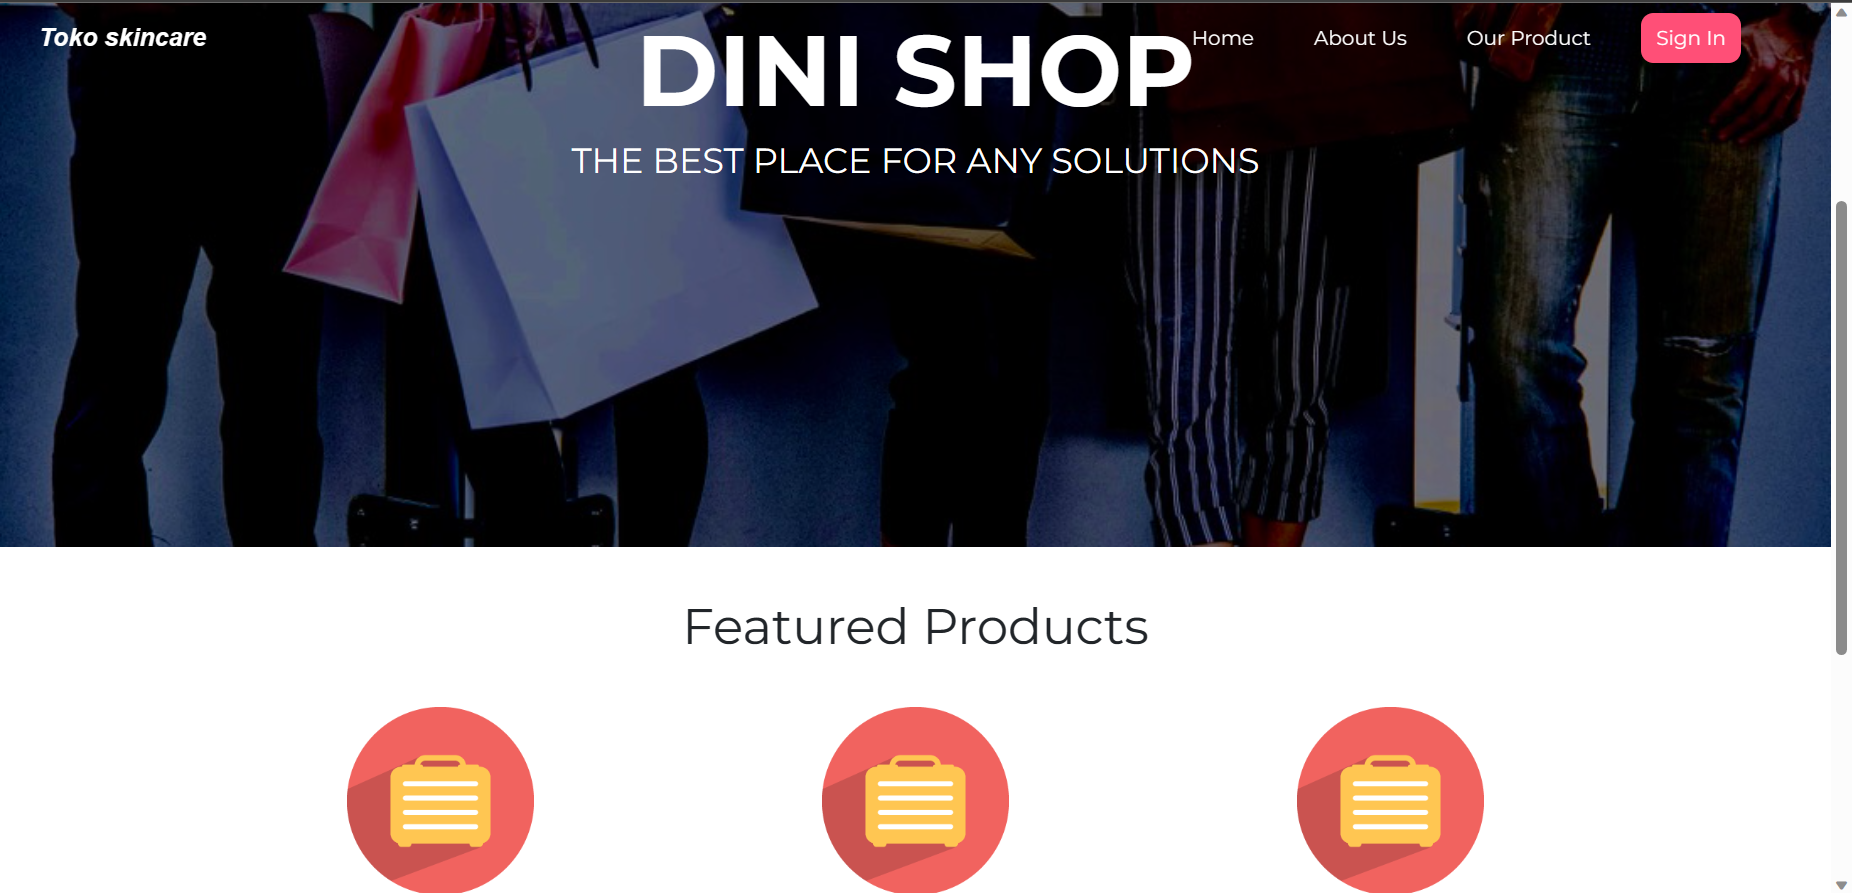 Toko skincare
Home
About Us
Our Product
Sign In
DINI SHOP
THE BEST PLACE FOR ANY SOLUTIONS
Featured Products